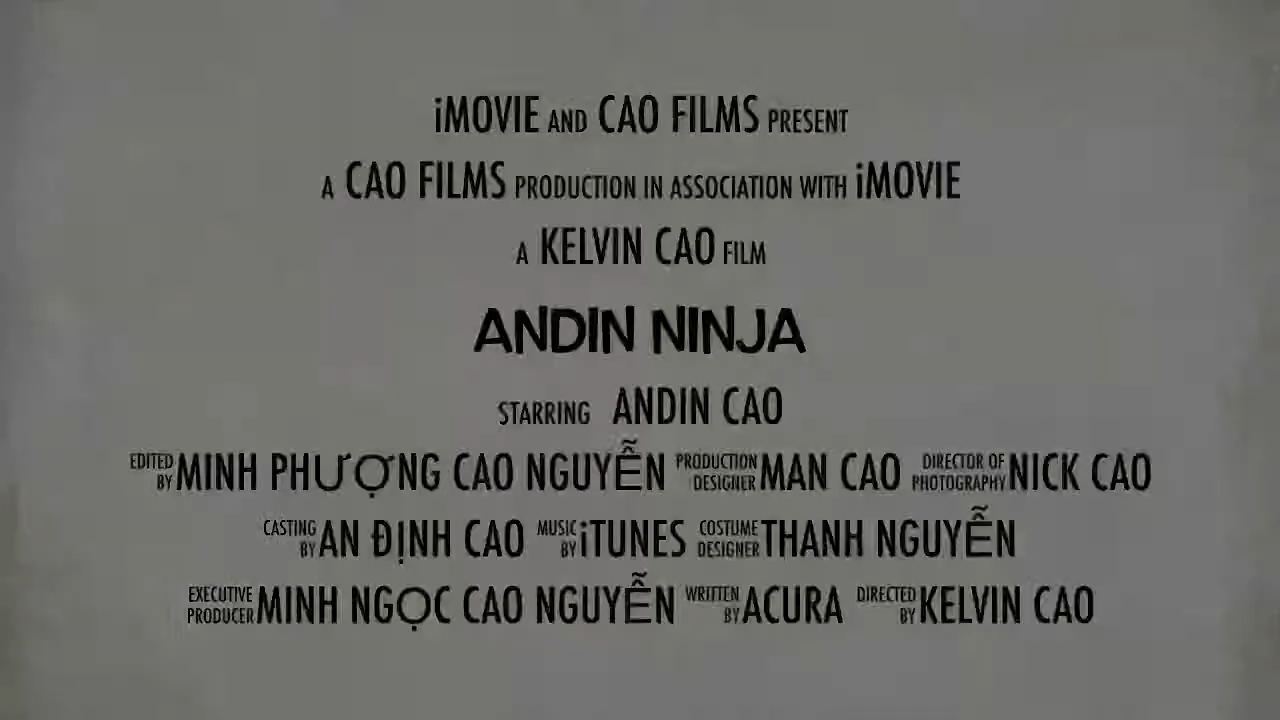 iMOVIE AND CAO FILMS PRESENT
A CAO FILMS PRODUCTION IN ASSOCIATION WITH iMOVIE
A KELVIN CAO FILM
ANDIN NINJA
STARRING ANDIN CAO
EDITED BY MINH PHƯỢNG CAO NGUYỄN PRODUCTION DESIGNER MAN CAO DIRECTOR OF PHOTOGRAPHY NICK CAO
CASTING BY AN ĐỊNH CAO MUSIC BY iTUNES COSTUME DESIGNER THANH NGUYỄN
EXECUTIVE PRODUCER MINH NGỌC CAO NGUYỄN WRITTEN BY ACURA DIRECTED BY KELVIN CAO